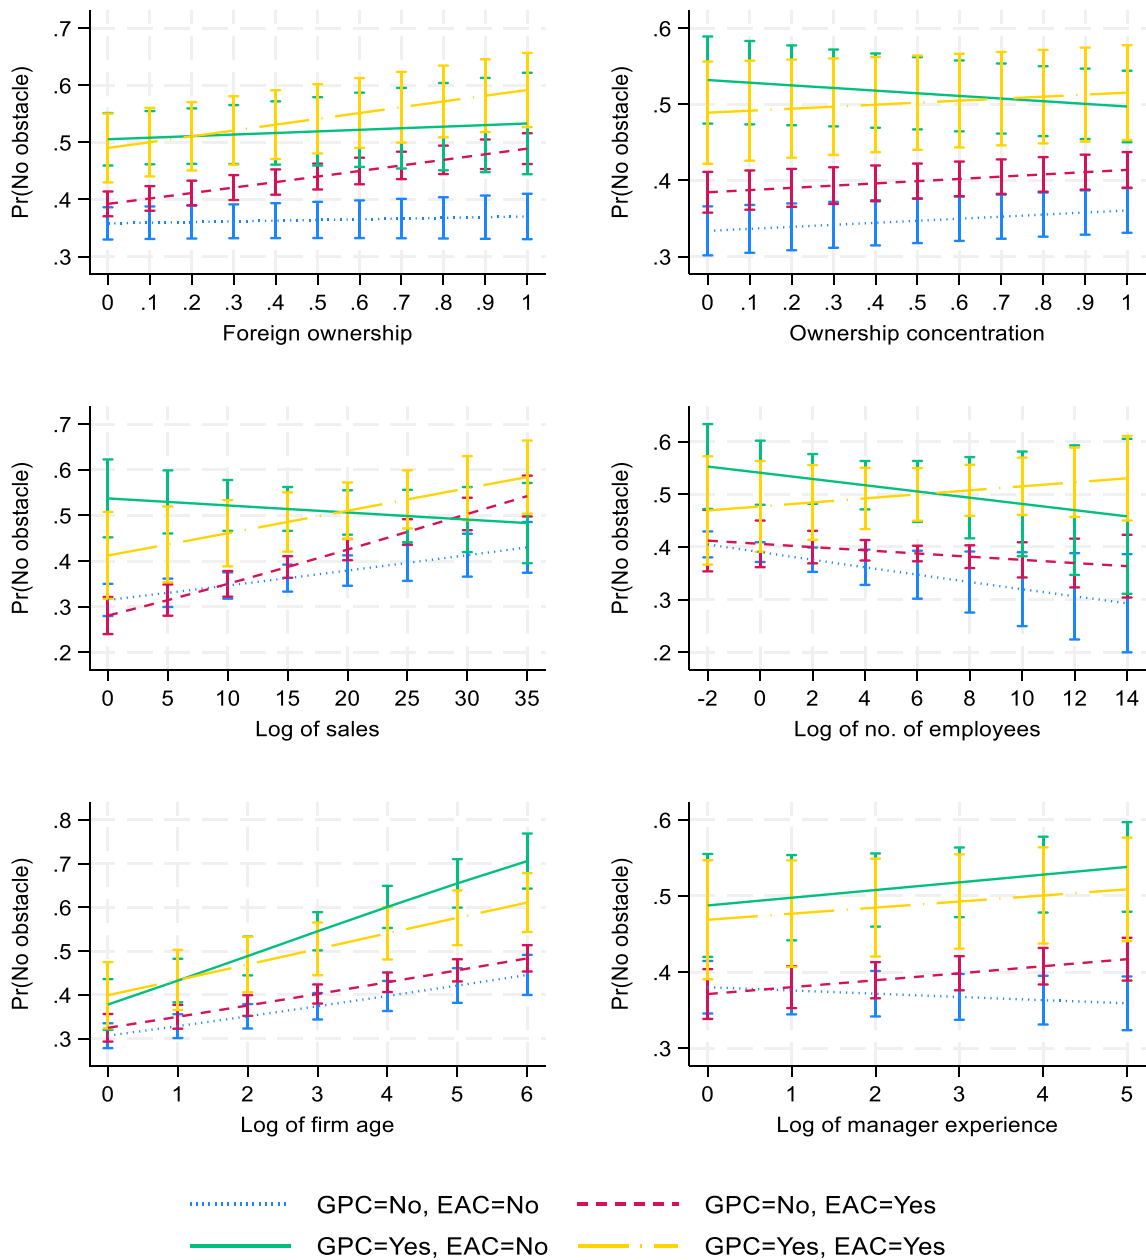 Pr(No obstacle)
.7
.6
.5
.4
.3
0 .1 .2 .3 .4 .5 .6 .7 .8 .9 1
Foreign ownership
Pr(No obstacle)
.6
.5
.4
.3
0 .1 .2 .3 .4 .5 .6 .7 .8 .9 1
Ownership concentration
Pr(No obstacle)
.7
.6
.5
.4
.3
.2
0 5 10 15 20 25 30 35
Log of sales
Pr(No obstacle)
.6
.5
.4
.3
.2
-2 0 2 4 6 8 10 12 14
Log of no. of employees
Pr(No obstacle)
.8
.7
.6
.5
.4
.3
0 1 2 3 4 5 6
Log of firm age
Pr(No obstacle)
.6
.5
.4
.3
0 1 2 3 4 5
Log of manager experience
GPC=No, EAC=No GPC=No, EAC=Yes
GPC=Yes, EAC=No GPC=Yes, EAC=Yes